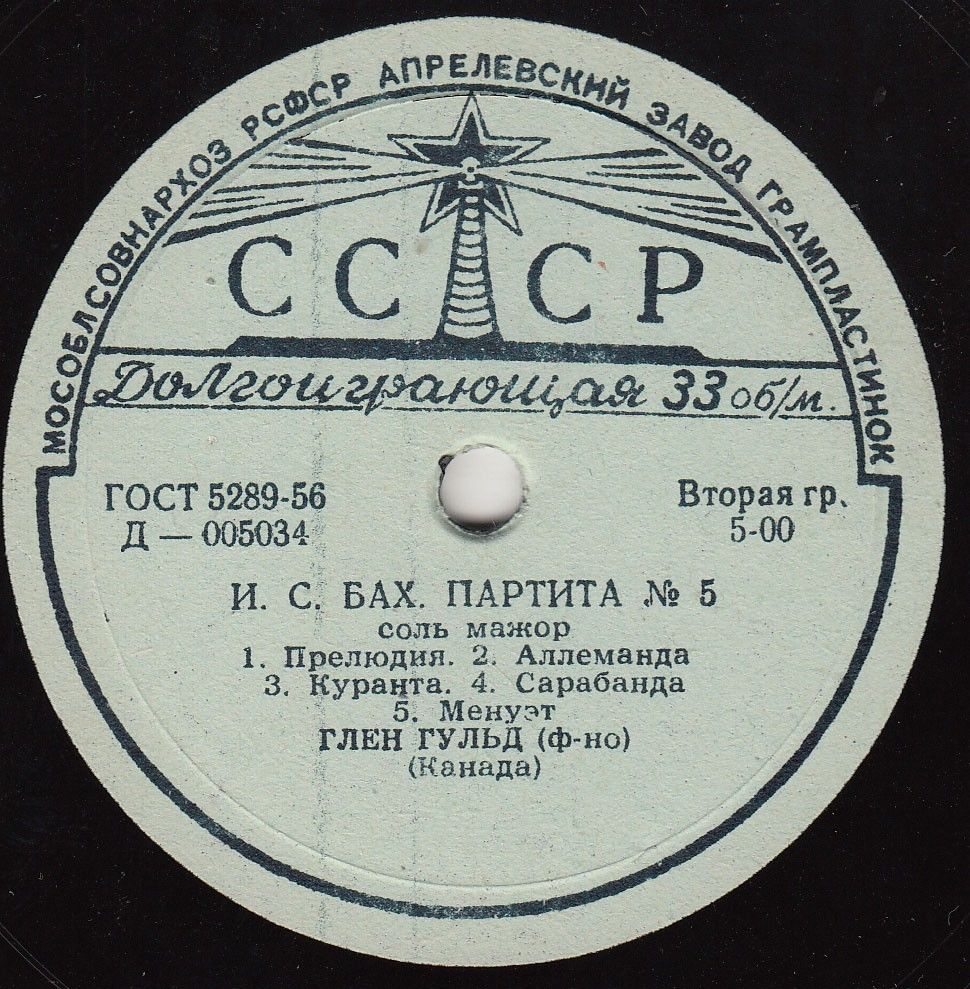 МОСОБЛСОВНАРХОЗ РСФСР АПРЕЛЕВСКИЙ ЗАВОД ГРАМПЛАСТИНОК
СССР
Долгоиграющая 33 об/м.
ГОСТ 5289-56
Д — 005034
Вторая гр.
5-00
И. С. БАХ. ПАРТИТА № 5
соль мажор
1. Прелюдия. 2. Аллеманда
3. Куранта. 4. Сарабанда
5. Менуэт
ГЛЕН ГУЛЬД (ф-но)
(Канада)